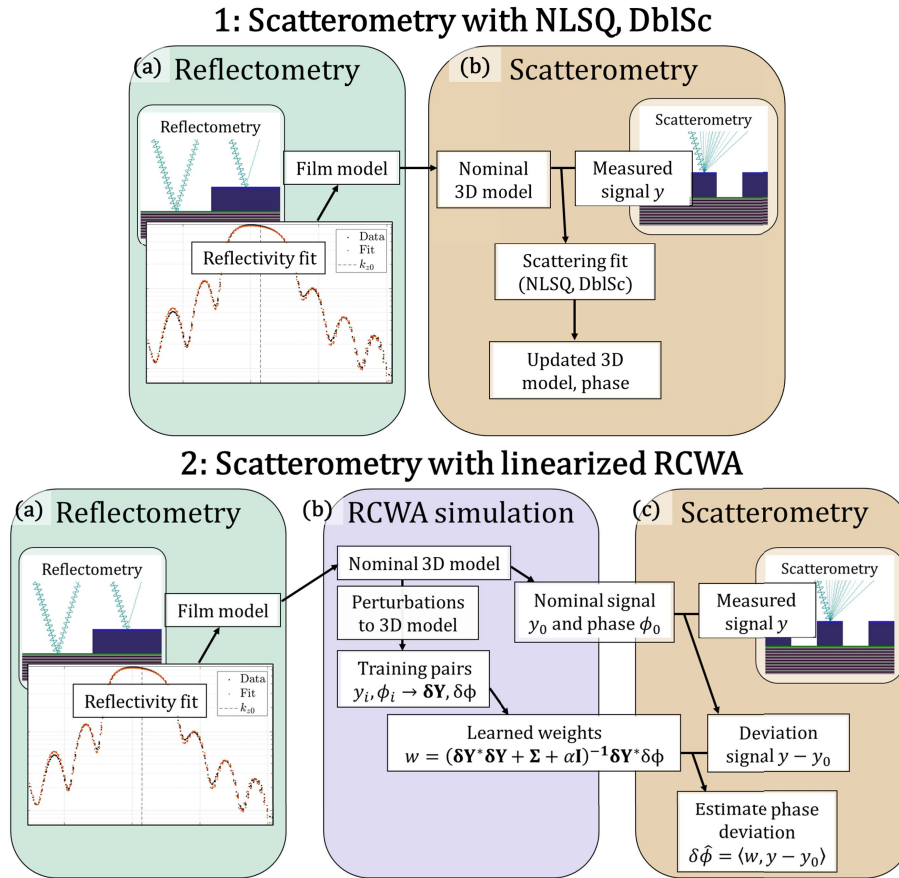 1: Scatterometry with NLSQ, DblSc
(a) Reflectometry
Reflectometry
Film model
Reflectivity fit
Data
Fit
k_{z0}
(b) Scatterometry
Scatterometry
Nominal
3D model
Measured
signal y
Scattering fit
(NLSQ, DblSc)
Updated 3D
model, phase
2: Scatterometry with linearized RCWA
(a) Reflectometry
Reflectometry
Film model
Reflectivity fit
Data
Fit
k_{z0}
(b) RCWA simulation
Nominal 3D model
Perturbations
to 3D model
Training pairs
y_i, ϕ_i → δY, δϕ
Nominal signal
y_0 and phase ϕ_0
Learned weights
w = (δY*δY + Σ + αI)^{-1}δY*δϕ
(c) Scatterometry
Scatterometry
Measured
signal y
Deviation
signal y − y_0
Estimate phase
deviation
δϕ̂ = ⟨w, y − y_0⟩